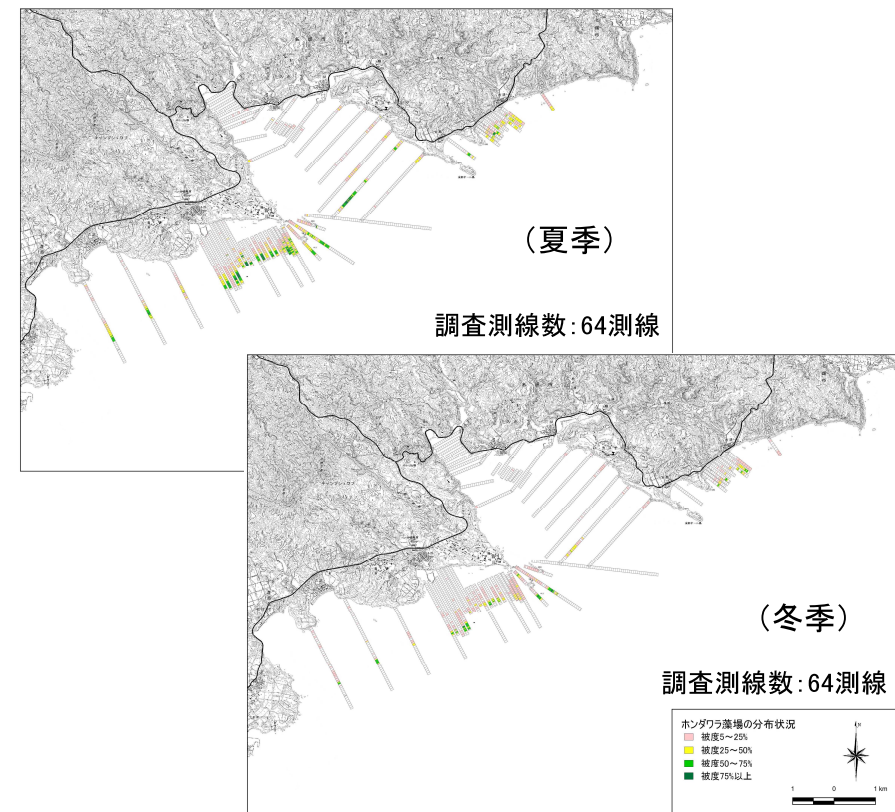 （夏季）
調査測線数：64測線
（冬季）
調査測線数：64測線
ホンダワラ藻場の分布状況
被度5～25%
被度25～50%
被度50～75%
被度75%以上
N
1 0 1 km